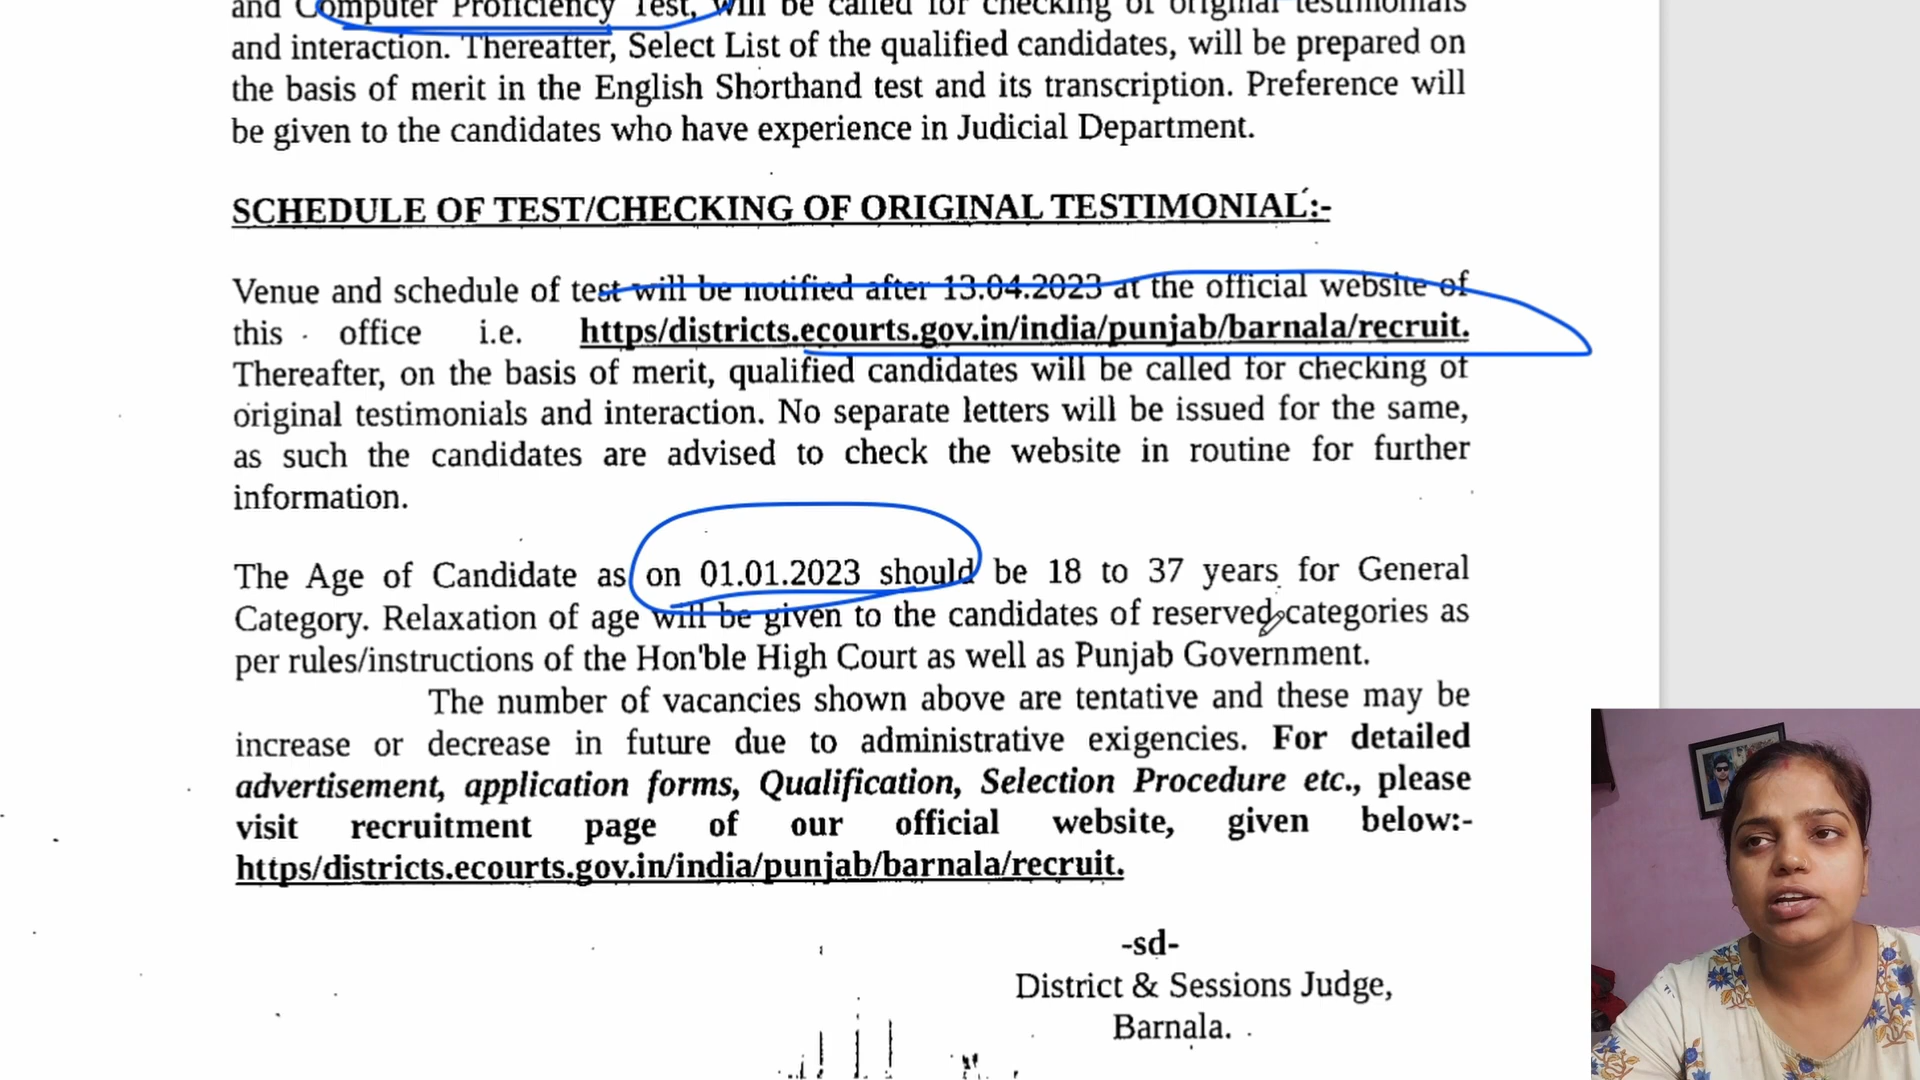 and Computer Proficiency Test, will be called for checking of original testimonials
and interaction. Thereafter, Select List of the qualified candidates, will be prepared on
the basis of merit in the English Shorthand test and its transcription. Preference will
be given to the candidates who have experience in Judicial Department.
SCHEDULE OF TEST/CHECKING OF ORIGINAL TESTIMONIAL:-
Venue and schedule of test will be notified after 13.04.2023 at the official website of
this office i.e. https/districts.ecourts.gov.in/india/punjab/barnala/recruit.
Thereafter, on the basis of merit, qualified candidates will be called for checking of
original testimonials and interaction. No separate letters will be issued for the same,
as such the candidates are advised to check the website in routine for further
information.
The Age of Candidate as on 01.01.2023 should be 18 to 37 years for General
Category. Relaxation of age will be given to the candidates of reserved categories as
per rules/instructions of the Hon'ble High Court as well as Punjab Government.
The number of vacancies shown above are tentative and these may be
increase or decrease in future due to administrative exigencies. For detailed
advertisement, application forms, Qualification, Selection Procedure etc., please
visit recruitment page of our official website, given below:-
https/districts.ecourts.gov.in/india/punjab/barnala/recruit.
-sd-
District & Sessions Judge,
Barnala.